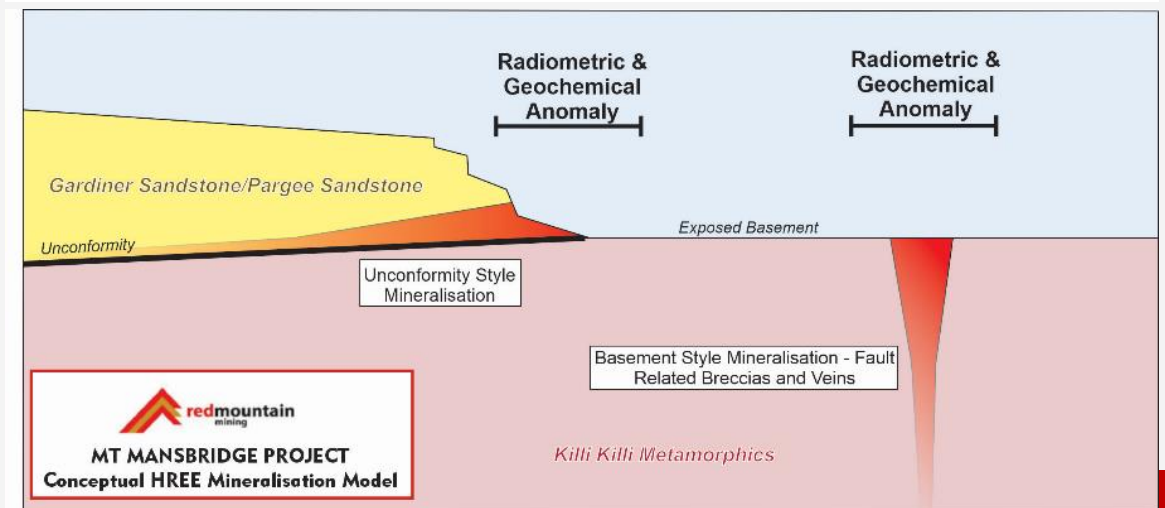 Radiometric &
Geochemical
Anomaly
Radiometric &
Geochemical
Anomaly
Gardiner Sandstone/Pargee Sandstone
Unconformity
Exposed Basement
Unconformity Style
Mineralisation
Basement Style Mineralisation - Fault
Related Breccias and Veins
Killi Killi Metamorphics
redmountain
mining
MT MANSBRIDGE PROJECT
Conceptual HREE Mineralisation Model